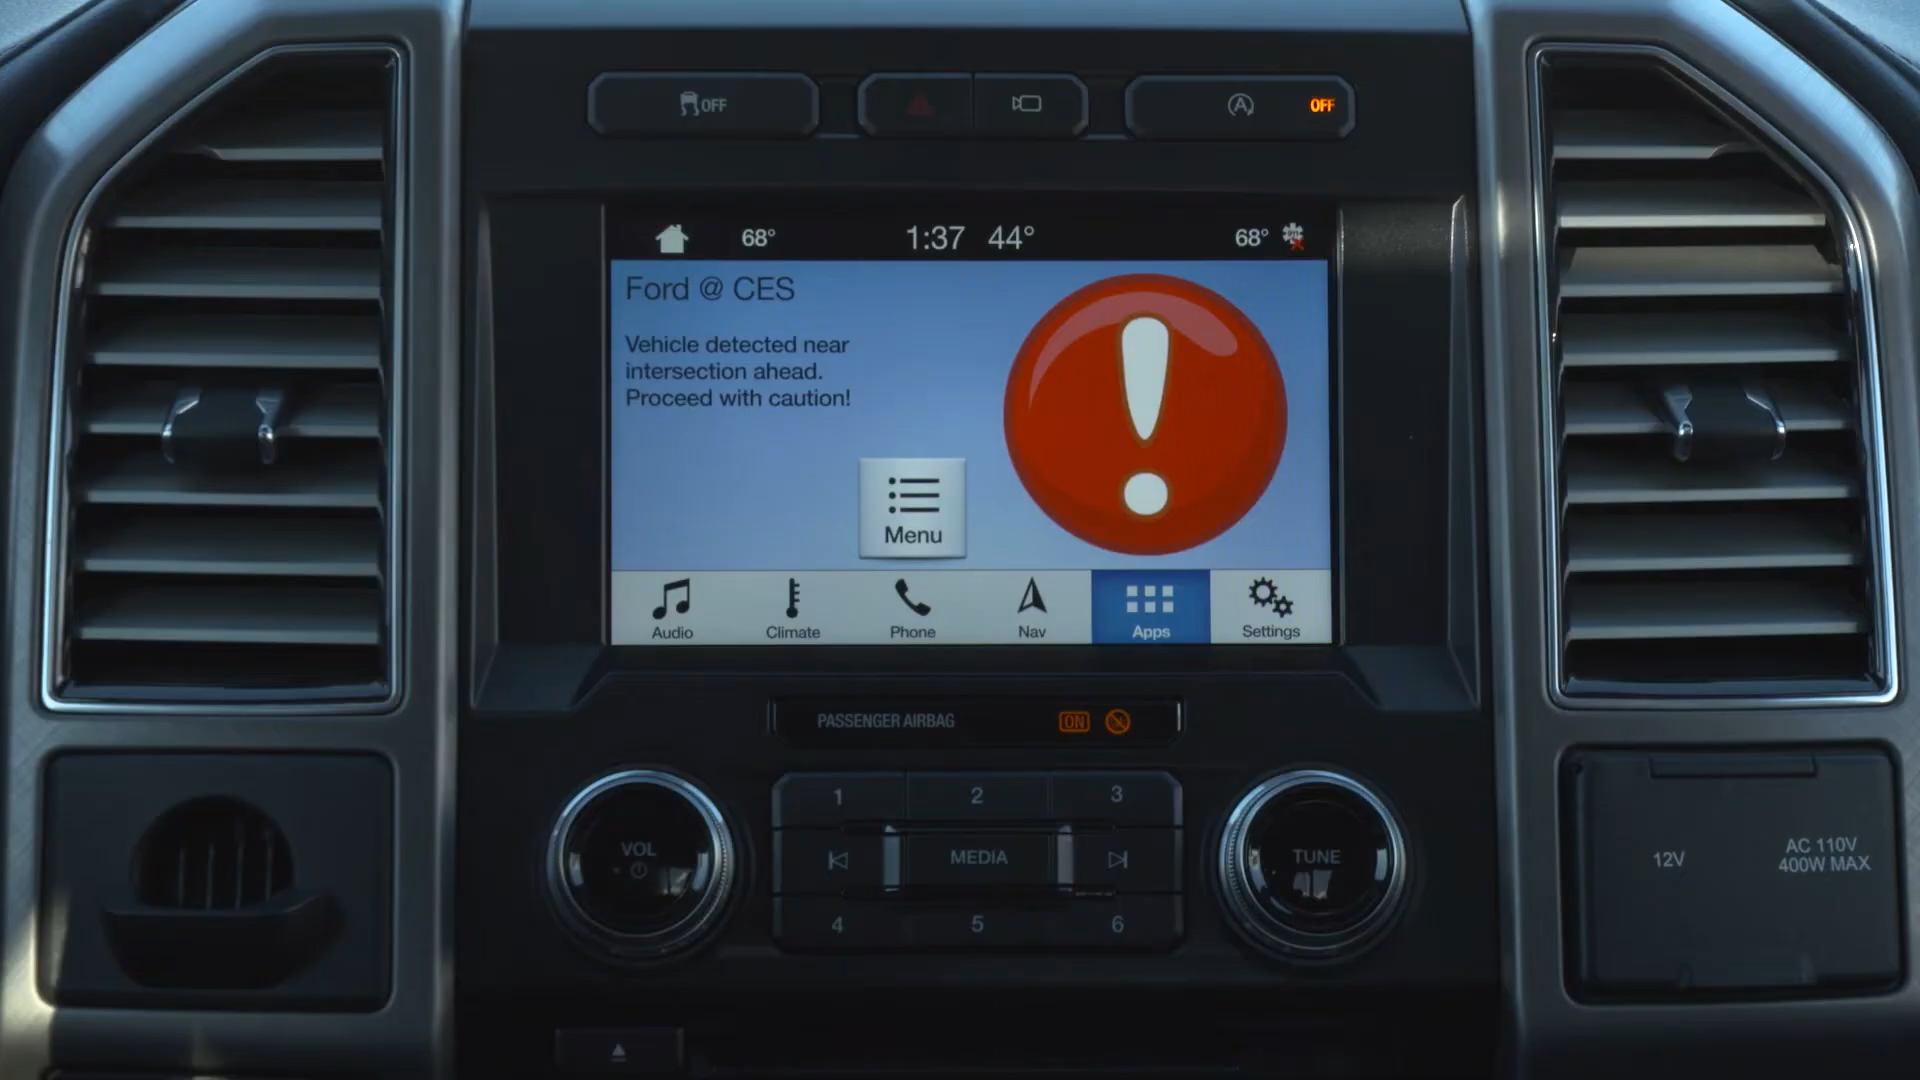 OFF
A OFF
68° 1:37 44° 68° 911
Ford @ CES
Vehicle detected near
intersection ahead.
Proceed with caution!
Menu
Audio Climate Phone Nav Apps Settings
PASSENGER AIRBAG ON
1 2 3
VOL MEDIA TUNE
4 5 6
12V
AC 110V
400W MAX